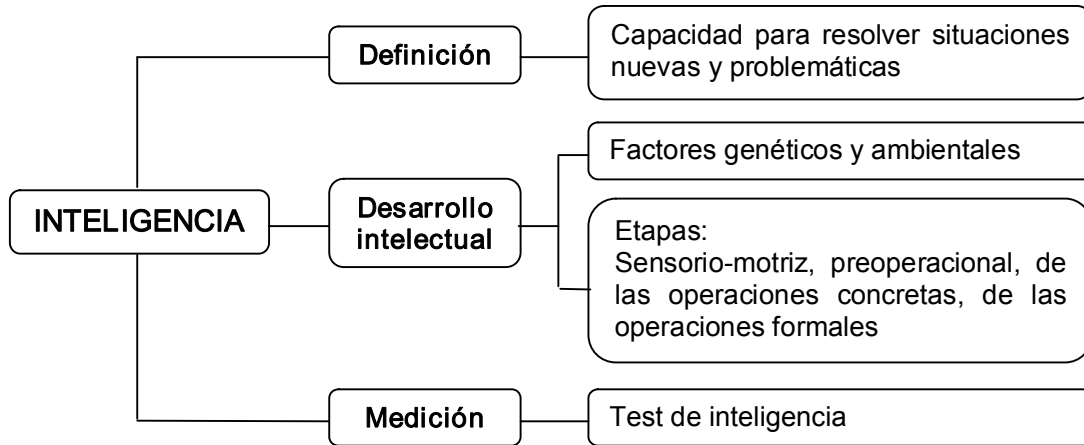 Definición
Capacidad para resolver situaciones
nuevas y problemáticas
Factores genéticos y ambientales
INTELIGENCIA
Desarrollo
intelectual
Etapas:
Sensorio-motriz, preoperacional, de
las operaciones concretas, de las
operaciones formales
Medición
Test de inteligencia